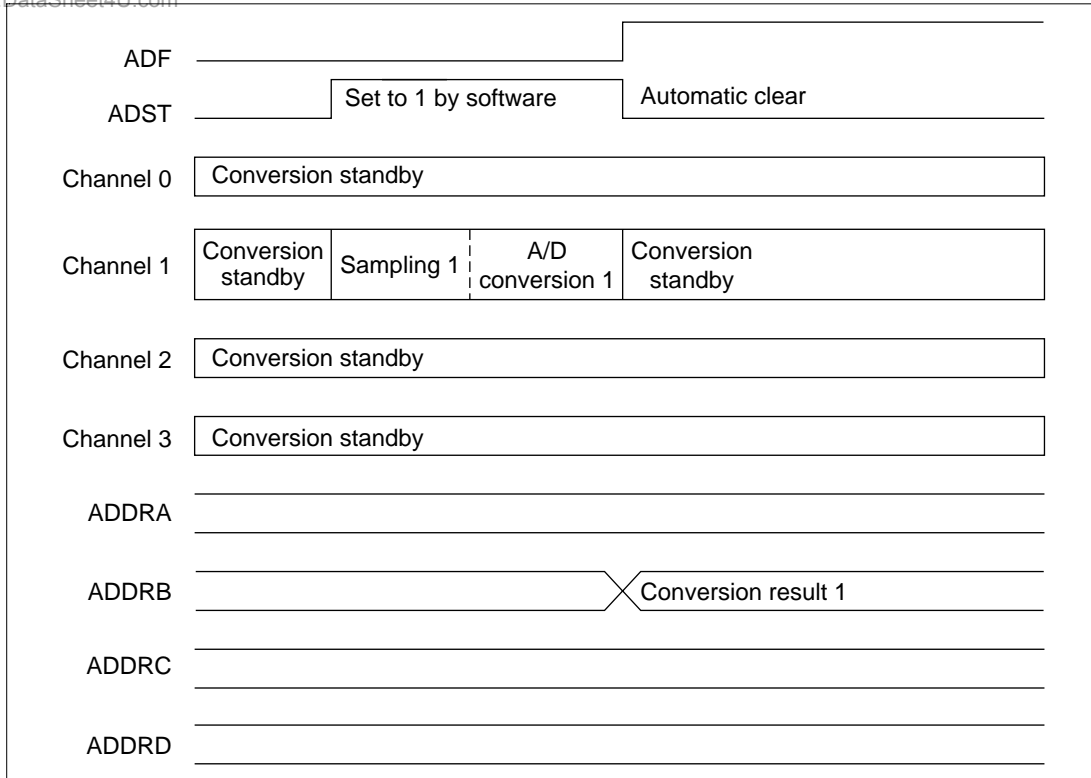 DataSheet4U.com
ADF
ADST
Set to 1 by software
Automatic clear
Channel 0
Conversion standby
Channel 1
Conversion
standby
Sampling 1
A/D
conversion 1
Conversion
standby
Channel 2
Conversion standby
Channel 3
Conversion standby
ADDRA
ADDRB
Conversion result 1
ADDRC
ADDRD